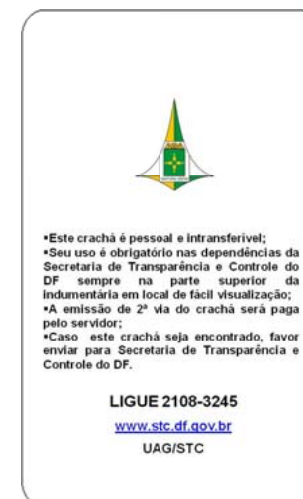 ▪Este crachá é pessoal e intransferível;
▪Seu uso é obrigatório nas dependências da
Secretaria de Transparência e Controle do
DF sempre na parte superior da
indumentária em local de fácil visualização;
▪A emissão de 2ª via do crachá será paga
pelo servidor;
▪Caso este crachá seja encontrado, favor
enviar para Secretaria de Transparência e
Controle do DF.
LIGUE 2108-3245
www.stc.df.gov.br
UAG/STC